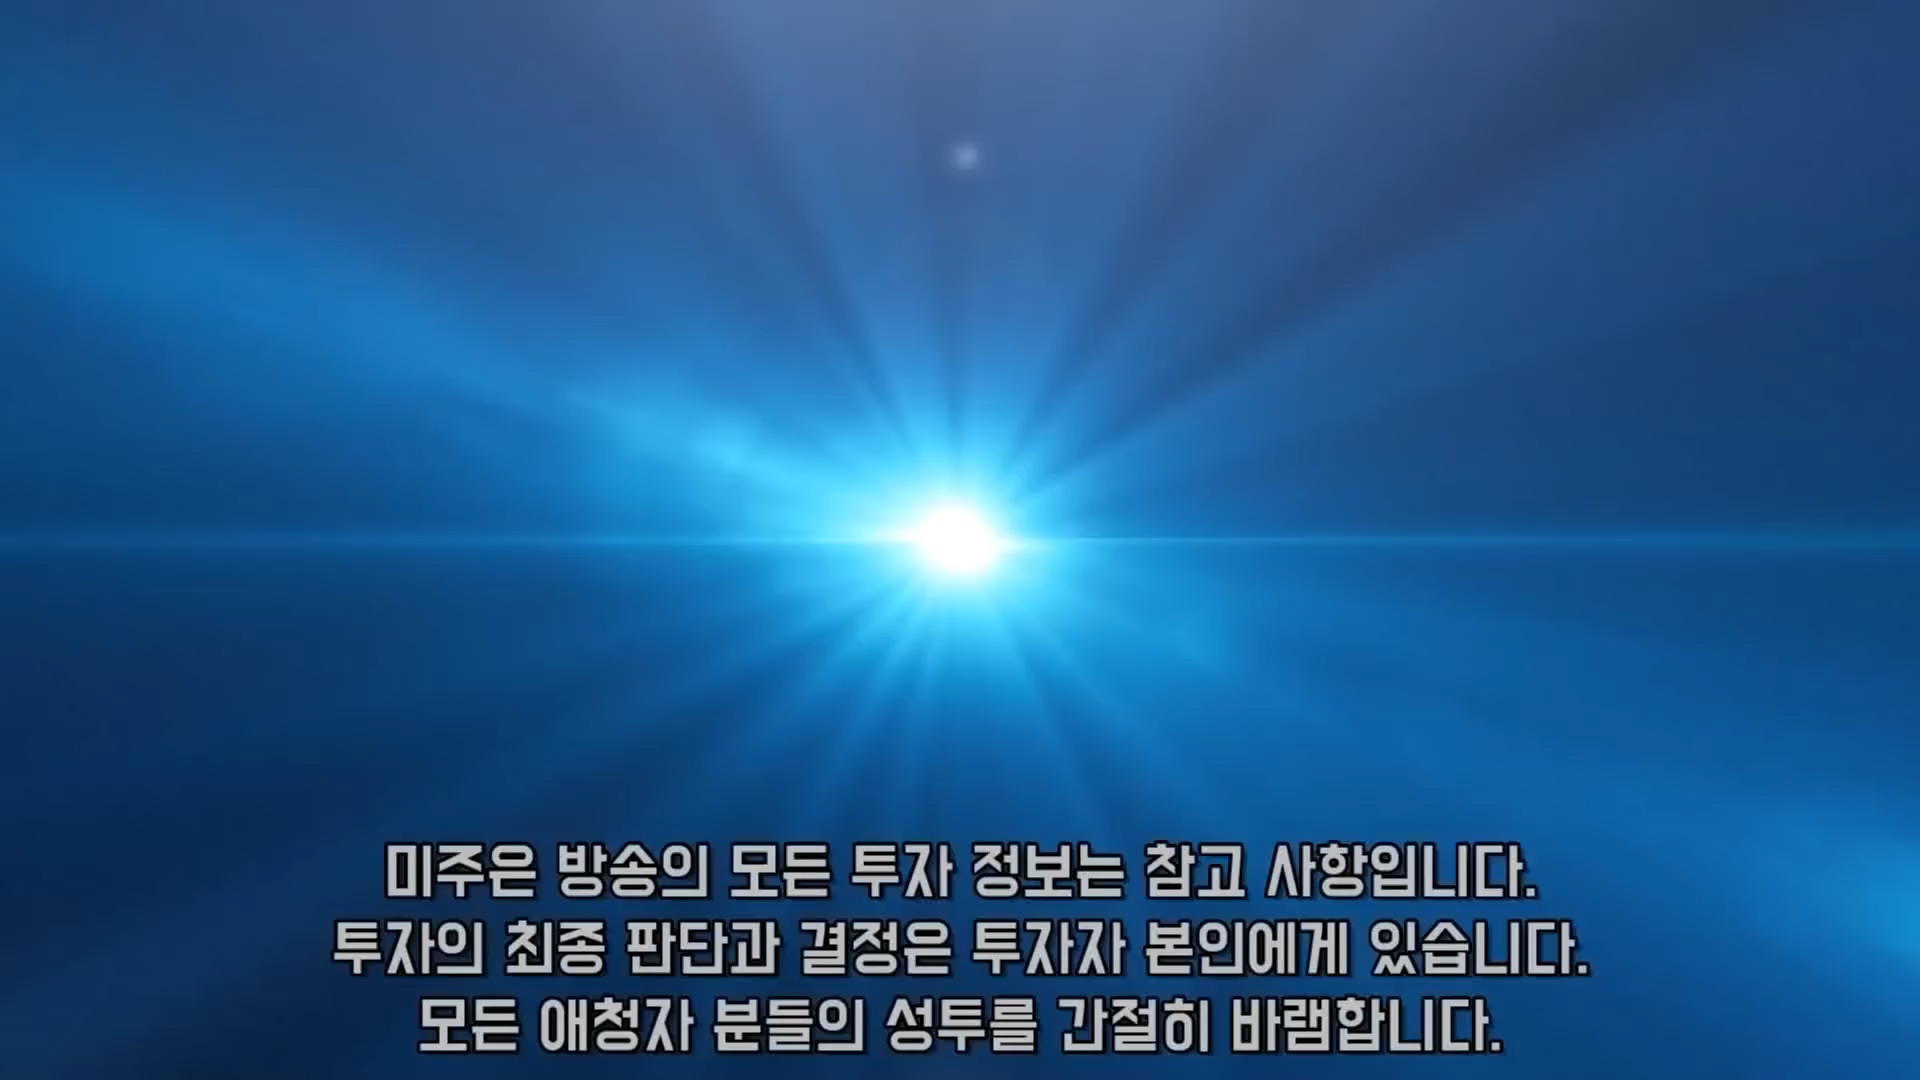 미주은 방송의 모든 투자 정보는 참고 사항입니다.
투자의 최종 판단과 결정은 투자자 본인에게 있습니다.
모든 애청자 분들의 성투를 간절히 바램합니다.